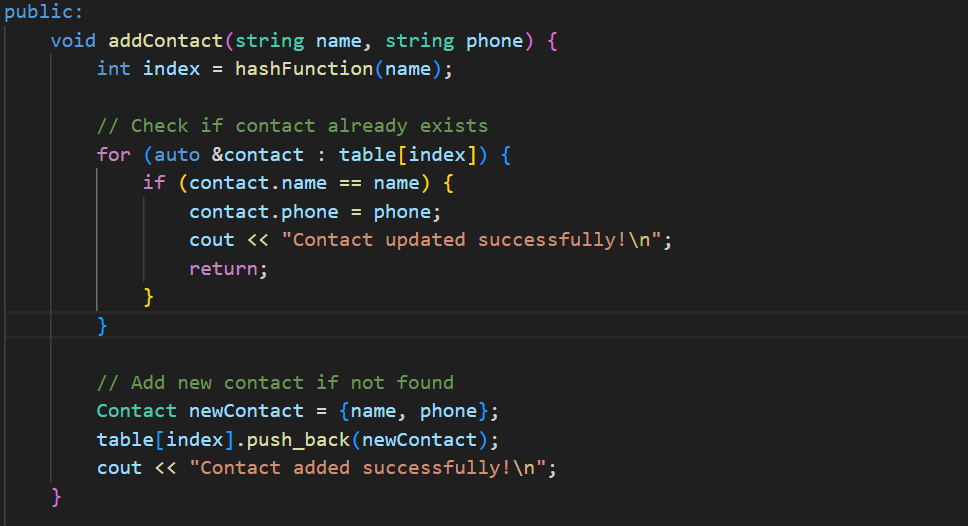 public:
    void addContact(string name, string phone) {
        int index = hashFunction(name);

        // Check if contact already exists
        for (auto &contact : table[index]) {
            if (contact.name == name) {
                contact.phone = phone;
                cout << "Contact updated successfully!\n";
                return;
            }
        }

        // Add new contact if not found
        Contact newContact = {name, phone};
        table[index].push_back(newContact);
        cout << "Contact added successfully!\n";
    }